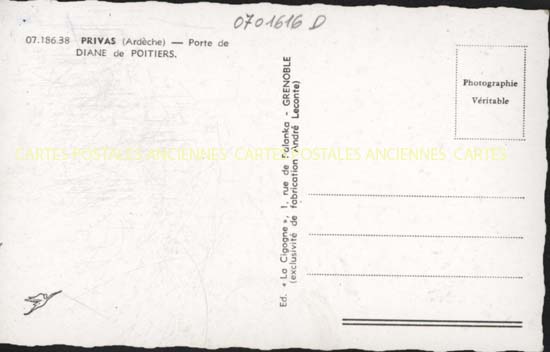 0701616 D
07.186.38 PRIVAS (Ardèche) — Porte de
DIANE de POITIERS.
Ed. « La Cigogne », 1, rue de Palanka - GRENOBLE
(exclusivité de fabrication André Leconte)
Photographie
Véritable
CARTES POSTALES ANCIENNES CARTES POSTALES ANCIENNES CARTES